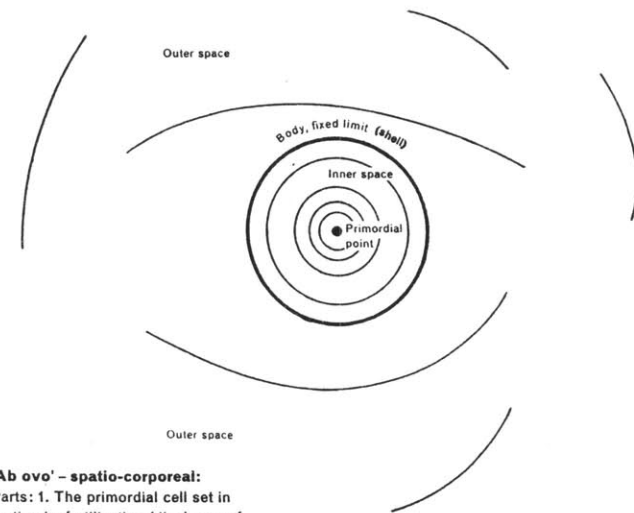 Outer space
Body, fixed limit (shell)
Inner space
Primordial
point
Outer space
Ab ovo' – spatio-corporeal:
arts: 1. The primordial cell set in